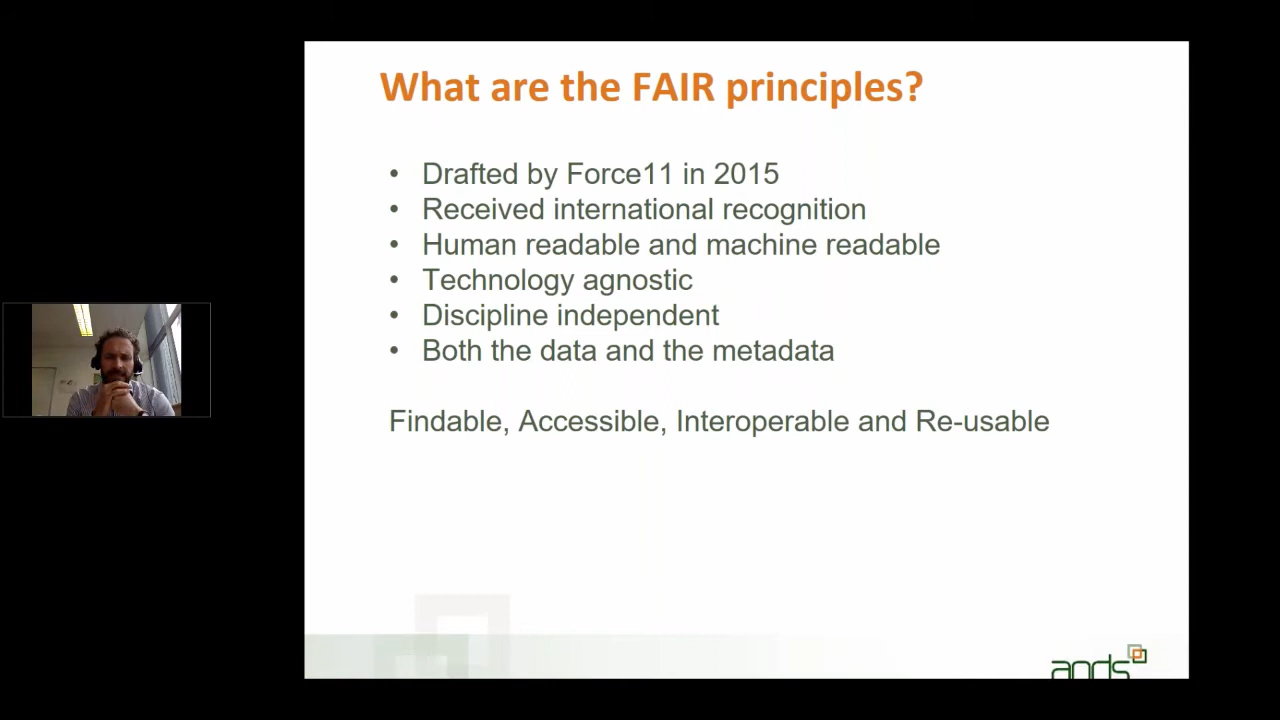 What are the FAIR principles?
• Drafted by Force11 in 2015
• Received international recognition
• Human readable and machine readable
• Technology agnostic
• Discipline independent
• Both the data and the metadata
Findable, Accessible, Interoperable and Re-usable
ands